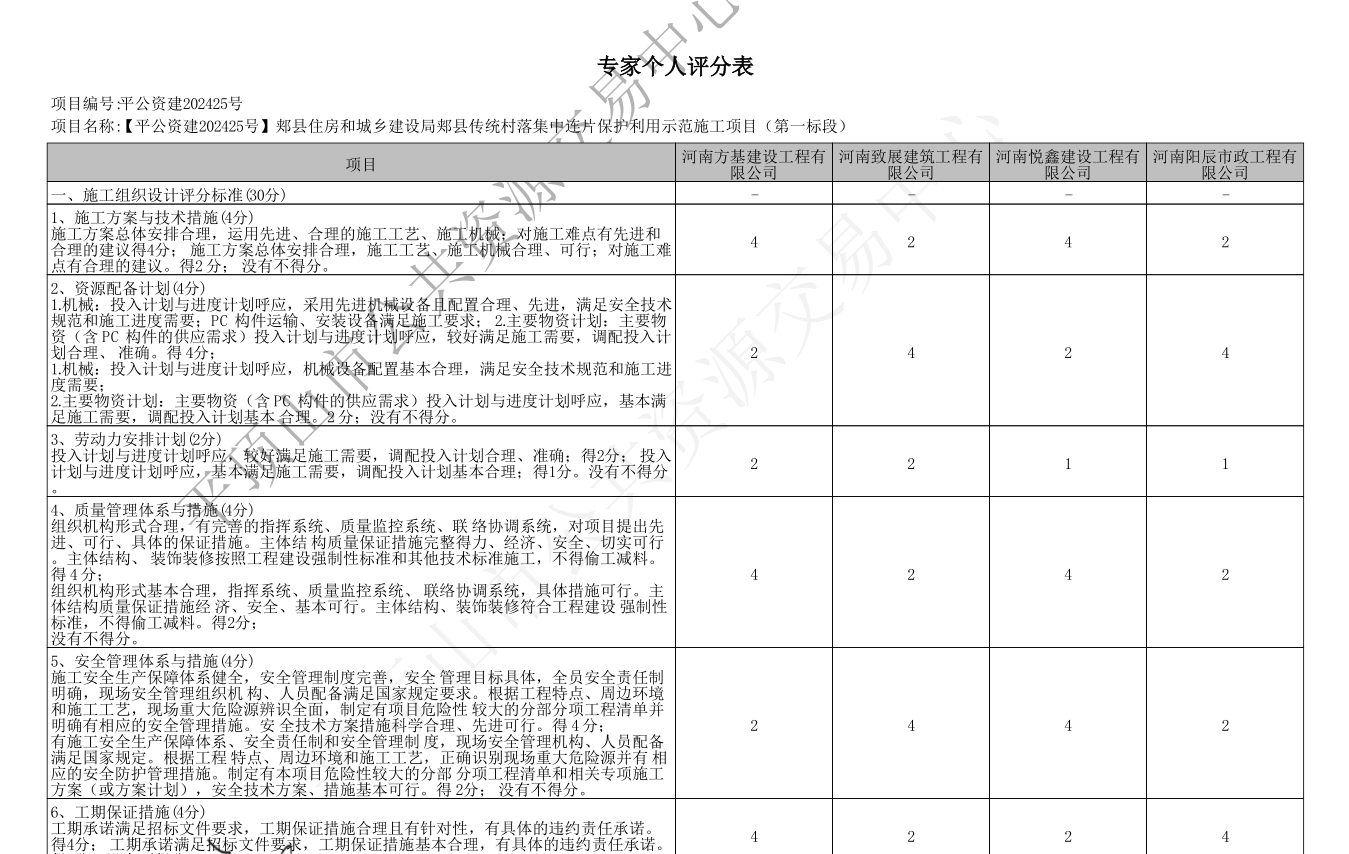 专家个人评分表
项目编号:平公资建202425号
项目名称:【平公资建202425号】郏县住房和城乡建设局郏县传统村落集中连片保护利用示范施工项目（第一标段）
项目 河南方基建设工程有限公司 河南致展建筑工程有限公司 河南悦鑫建设工程有限公司 河南阳辰市政工程有限公司
一、施工组织设计评分标准(30分) - - - -
1、施工方案与技术措施(4分)
施工方案总体安排合理，运用先进、合理的施工工艺、施工机械；对施工难点有先进和
合理的建议得4分； 施工方案总体安排合理，施工工艺、施工机械合理、可行；对施工难
点有合理的建议。得2 分； 没有不得分。
4 2 4 2
2、资源配备计划(4分)
1.机械：投入计划与进度计划呼应，采用先进机械设备且配置合理、先进，满足安全技术
规范和施工进度需要；PC 构件运输、安装设备满足施工要求； 2.主要物资计划：主要物
资（含 PC 构件的供应需求）投入计划与进度计划呼应，较好满足施工需要，调配投入计
划合理、 准确。得 4分；
1.机械：投入计划与进度计划呼应，机械设备配置基本合理，满足安全技术规范和施工进
度需要；
2.主要物资计划：主要物资（含 PC 构件的供应需求）投入计划与进度计划呼应，基本满
足施工需要，调配投入计划基本 合理。2 分；没有不得分。
2 4 2 4
3、劳动力安排计划(2分)
投入计划与进度计划呼应，较好满足施工需要，调配投入计划合理、准确；得2分； 投入
计划与进度计划呼应，基本满足施工需要，调配投入计划基本合理；得1分。没有不得分
。
2 2 1 1
4、质量管理体系与措施(4分)
组织机构形式合理，有完善的指挥系统、质量监控系统、联 络协调系统，对项目提出先
进、可行、具体的保证措施。主体结 构质量保证措施完整得力、经济、安全、切实可行
。主体结构、 装饰装修按照工程建设强制性标准和其他技术标准施工，不得偷工减料。
得 4 分；
组织机构形式基本合理，指挥系统、质量监控系统、 联络协调系统，具体措施可行。主
体结构质量保证措施经 济、安全、基本可行。主体结构、装饰装修符合工程建设 强制性
标准，不得偷工减料。得2分；
没有不得分。
4 2 4 2
5、安全管理体系与措施(4分)
施工安全生产保障体系健全，安全管理制度完善，安全 管理目标具体，全员安全责任制
明确，现场安全管理组织机 构、人员配备满足国家规定要求。根据工程特点、周边环境
和施工工艺，现场重大危险源辨识全面，制定有项目危险性 较大的分部分项工程清单并
明确有相应的安全管理措施。安 全技术方案措施科学合理、先进可行。得 4 分；
有施工安全生产保障体系、安全责任制和安全管理制 度，现场安全管理机构、人员配备
满足国家规定。根据工程 特点、周边环境和施工工艺，正确识别现场重大危险源并有 相
应的安全防护管理措施。制定有本项目危险性较大的分部 分项工程清单和相关专项施工
方案（或方案计划），安全技术方案、措施基本可行。得 2分； 没有不得分。
2 4 4 2
6、工期保证措施(4分)
工期承诺满足招标文件要求，工期保证措施合理且有针对性，有具体的违约责任承诺。
得4分； 工期承诺满足招标文件要求，工期保证措施基本合理，有具体的违约责任承诺。
4 2 2 4
平顶山市公共资源交易中心
山市公共资源交易中心